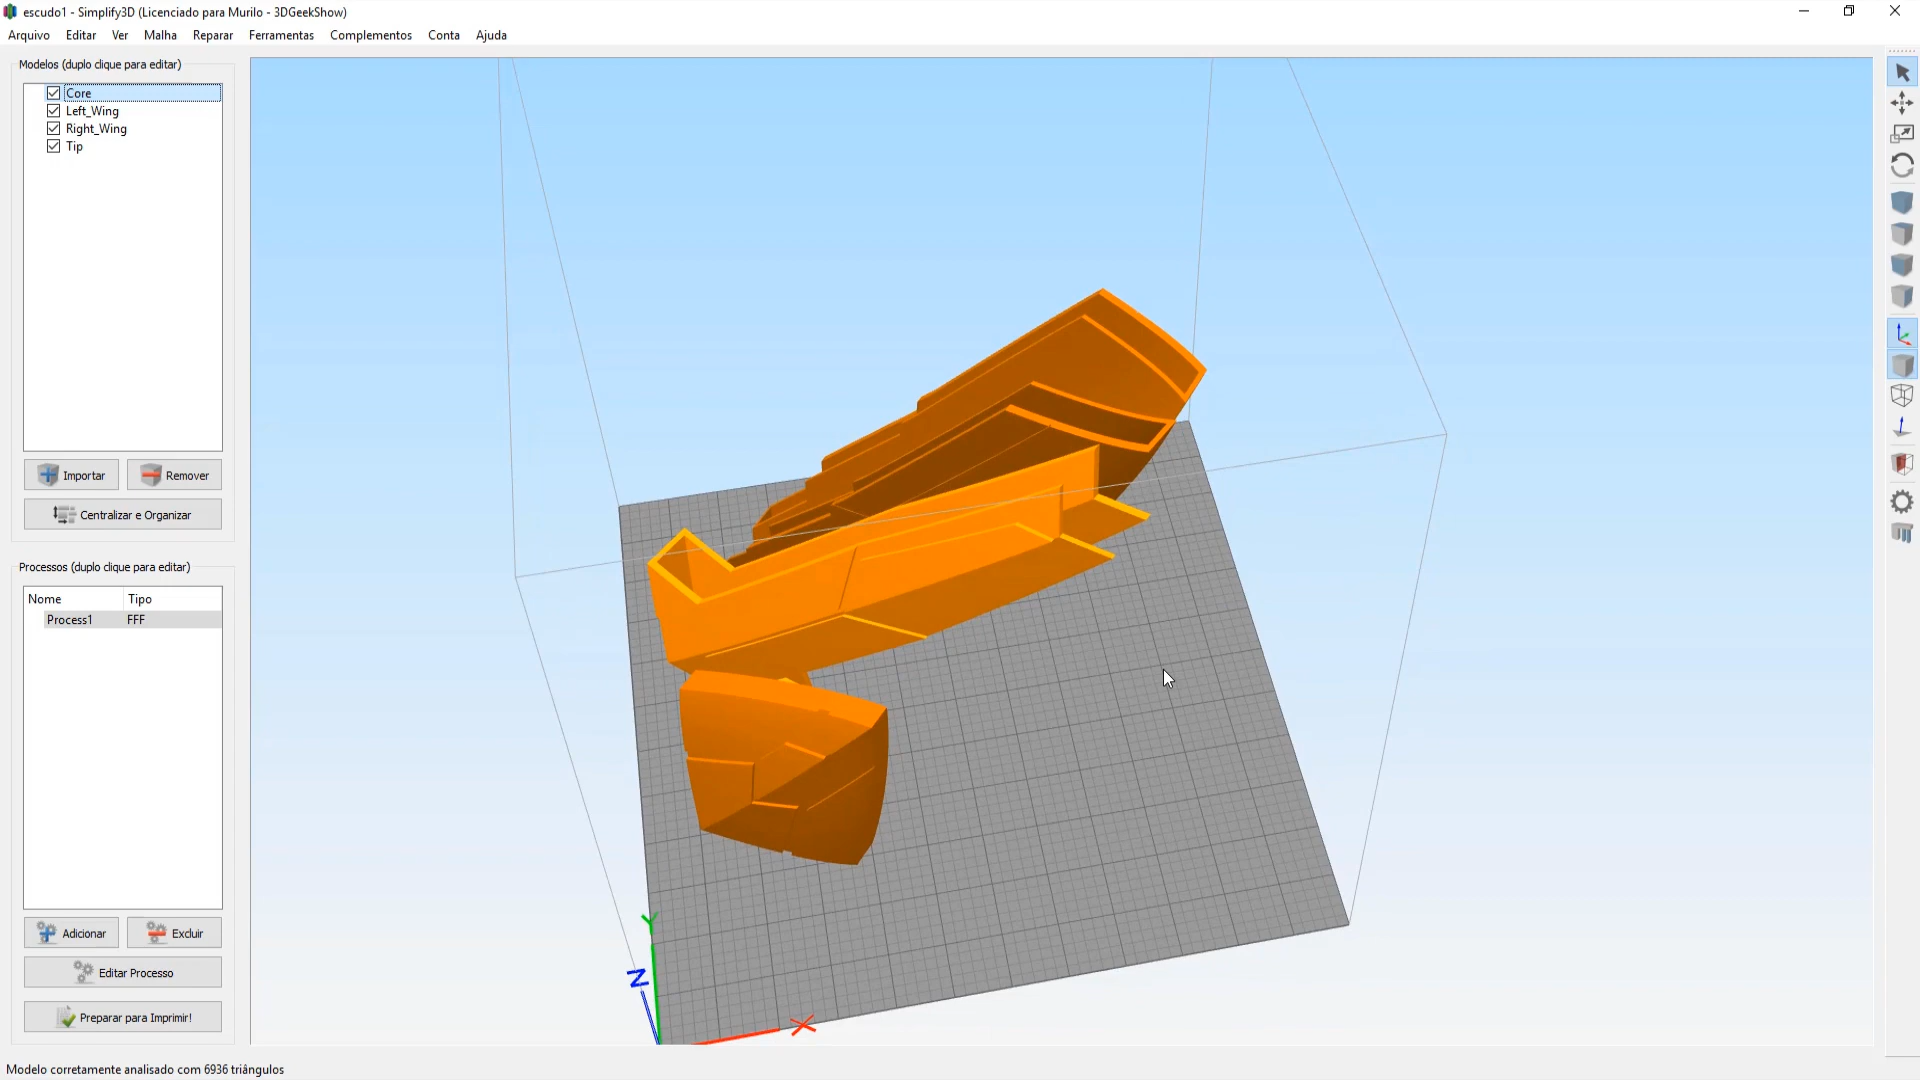 escudo1 - Simplify3D (Licenciado para Murilo - 3DGeekShow)
Arquivo Editar Ver Malha Reparar Ferramentas Complementos Conta Ajuda
Modelos (duplo clique para editar)
Core
Left_Wing
Right_Wing
Tip
Importar Remover
Centralizar e Organizar
Processos (duplo clique para editar)
Nome Tipo
Process1 FFF
Adicionar Excluir
Editar Processo
Preparar para Imprimir!
Y
Z
X
Modelo corretamente analisado com 6936 triângulos